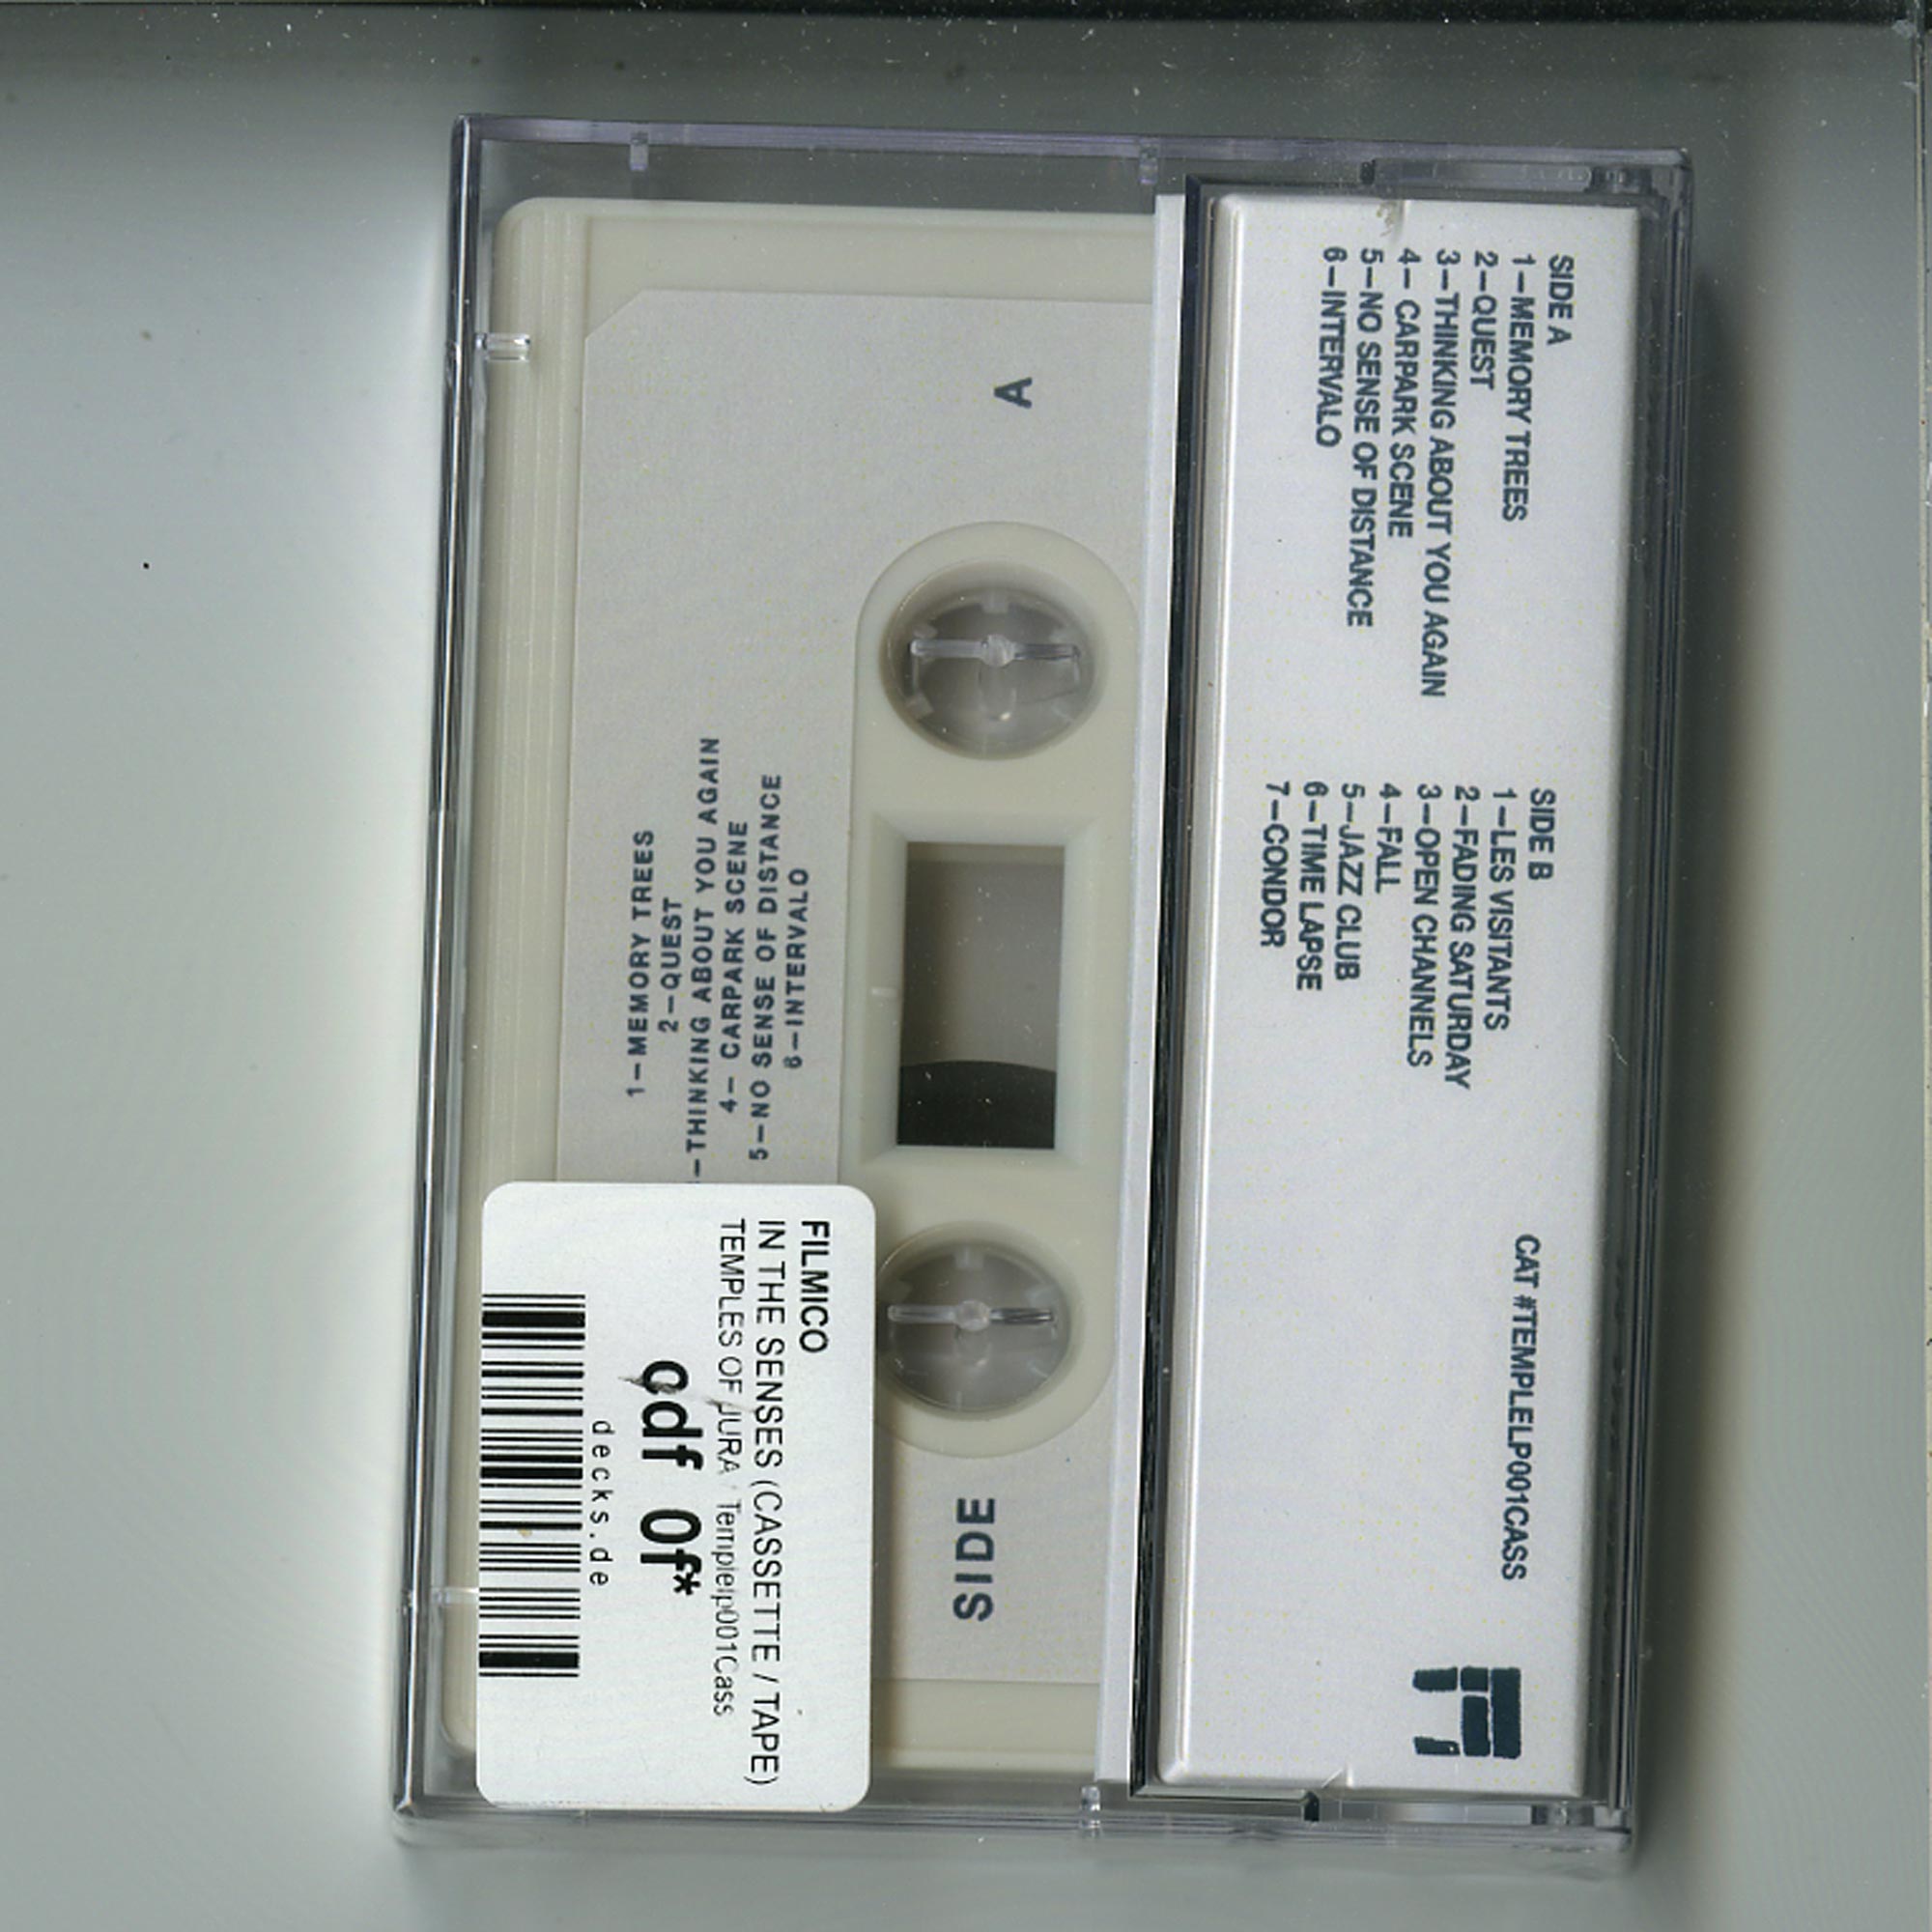 SIDE A
1–MEMORY TREES
2–QUEST
3–THINKING ABOUT YOU AGAIN
4– CARPARK SCENE
5–NO SENSE OF DISTANCE
6–INTERVALO
SIDE B
1–LES VISITANTS
2–FADING SATURDAY
3–OPEN CHANNELS
4–FALL
5–JAZZ CLUB
6–TIME LAPSE
7–CONDOR
CAT #TEMPLELP001CASS
SIDE A
1–MEMORY TREES
2–QUEST
–THINKING ABOUT YOU AGAIN
4– CARPARK SCENE
5–NO SENSE OF DISTANCE
6–INTERVALO
FILMICO
IN THE SENSES (CASSETTE / TAPE)
TEMPLES OF JURA Templelp001Cass
cdf 0f*
decks.de